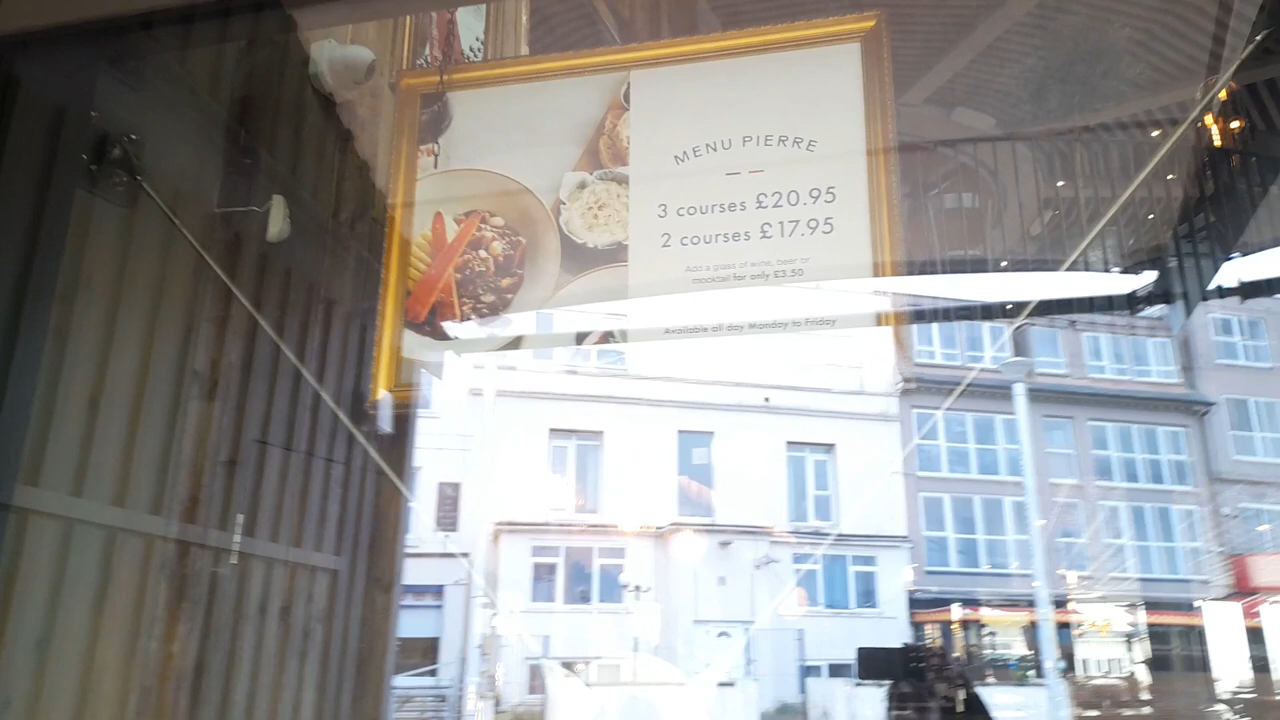 MENU PIERRE
3 courses £20.95
2 courses £17.95
Add a glass of wine, beer or
mocktail for only £3.50
Available all day Monday to Friday